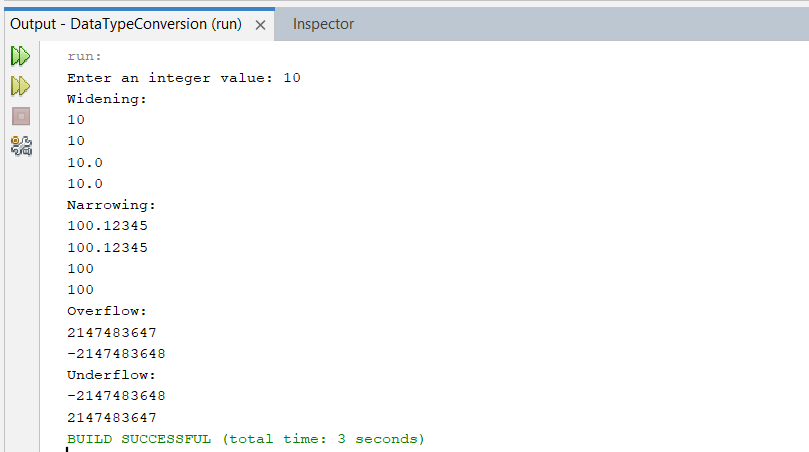 Output - DataTypeConversion (run) × Inspector
run:
Enter an integer value: 10
Widening:
10
10
10.0
10.0
Narrowing:
100.12345
100.12345
100
100
Overflow:
2147483647
-2147483648
Underflow:
-2147483648
2147483647
BUILD SUCCESSFUL (total time: 3 seconds)